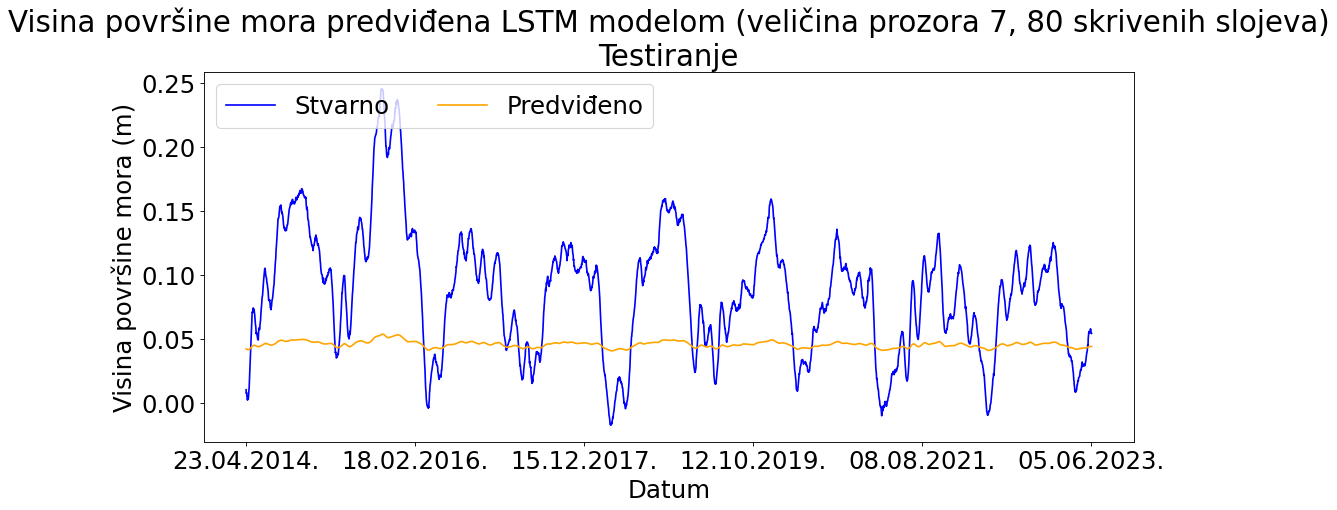 Visina površine mora predviđena LSTM modelom (veličina prozora 7, 80 skrivenih slojeva)
Testiranje
Stvarno Predviđeno
Visina površine mora (m)
0.25
0.20
0.15
0.10
0.05
0.00
23.04.2014. 18.02.2016. 15.12.2017. 12.10.2019. 08.08.2021. 05.06.2023.
Datum